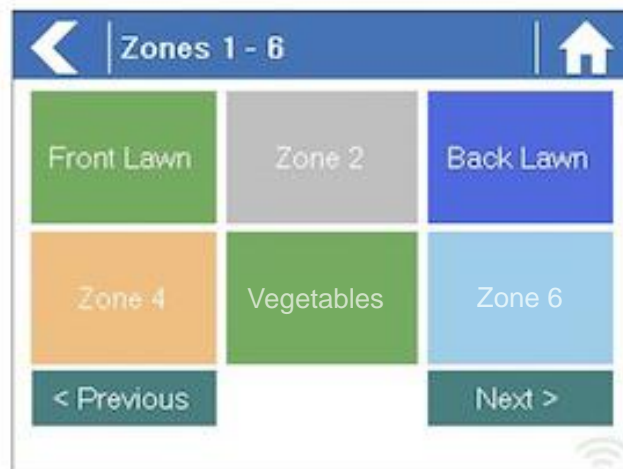 Zones 1 - 6
Front Lawn
Zone 2
Back Lawn
Zone 4
Vegetables
Zone 6
< Previous
Next >